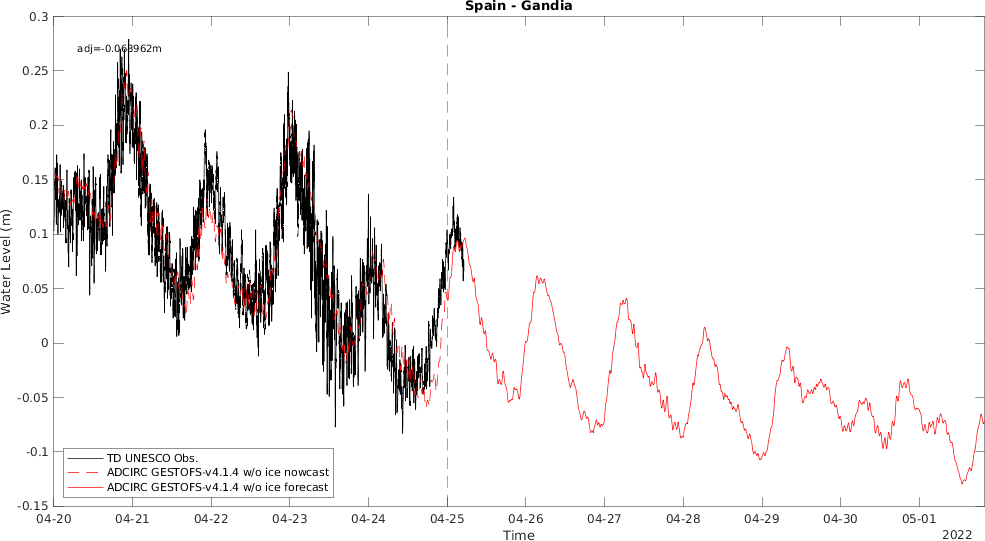 Spain - Gandia
adj=-0.063962m
0.3
0.25
0.2
0.15
0.1
0.05
0
-0.05
-0.1
-0.15
Water Level (m)
TD UNESCO Obs.
ADCIRC GESTOFS-v4.1.4 w/o ice nowcast
ADCIRC GESTOFS-v4.1.4 w/o ice forecast
04-20 04-21 04-22 04-23 04-24 04-25 04-26 04-27 04-28 04-29 04-30 05-01
Time
2022